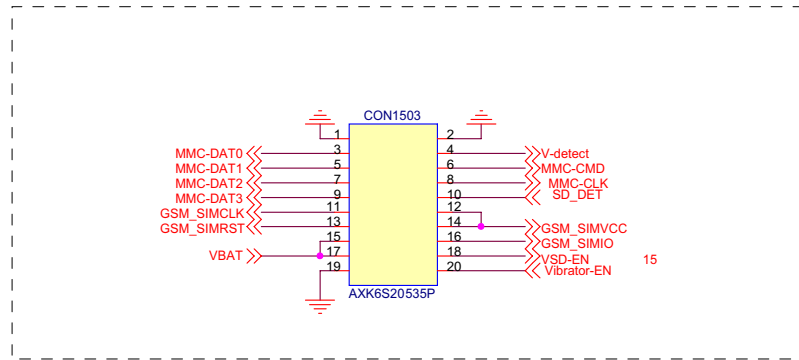 CON1503
1 2
MMC-DAT0 3 4 V-detect
MMC-DAT1 5 6 MMC-CMD
MMC-DAT2 7 8 MMC-CLK
MMC-DAT3 9 10 SD_DET
GSM_SIMCLK 11 12
GSM_SIMRST 13 14 GSM_SIMVCC
15 16 GSM_SIMIO
VBAT 17 18 VSD-EN 15
19 20 Vibrator-EN
AXK6S20535P